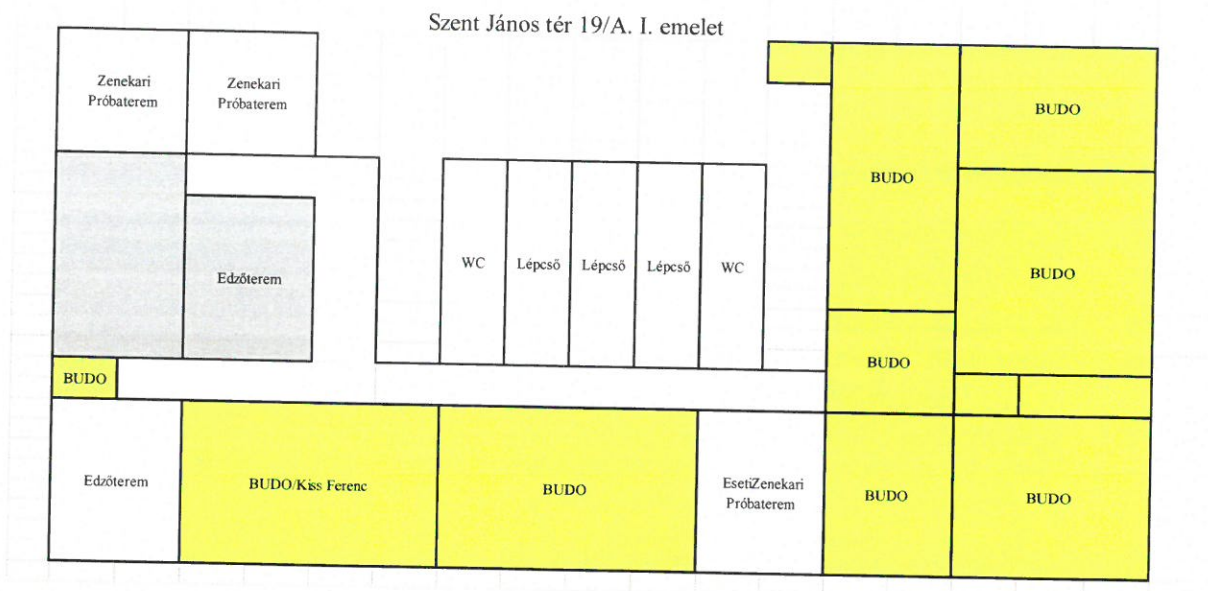 Szent János tér 19/A. I. emelet
Zenekari
Próbaterem
Zenekari
Próbaterem
BUDO
BUDO
BUDO
WC
Lépcső
Lépcső
Lépcső
WC
Edzőterem
BUDO
BUDO
Edzőterem
BUDO/Kiss Ferenc
BUDO
EsetiZenekari
Próbaterem
BUDO
BUDO